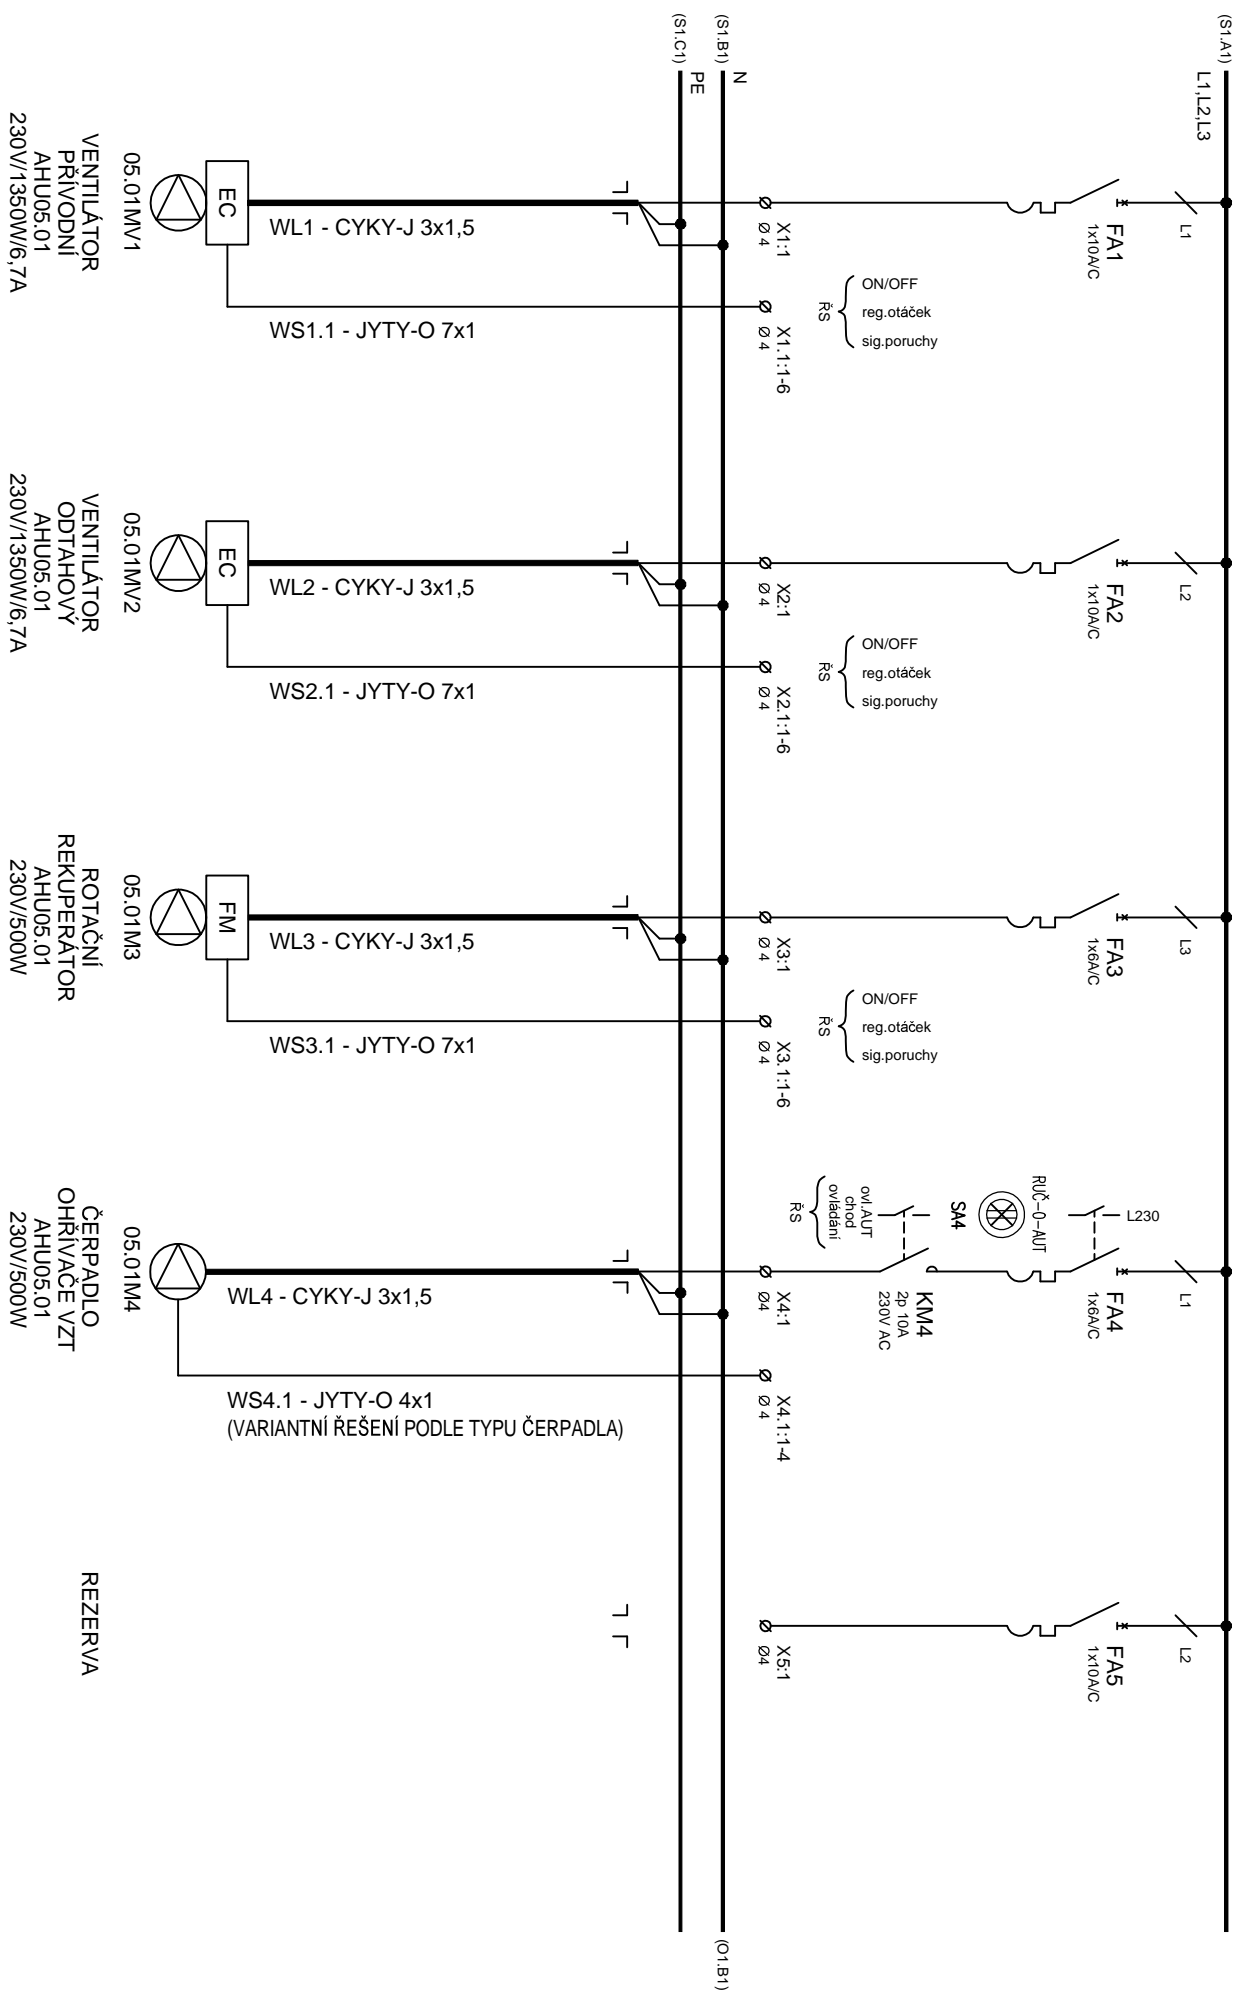 (S1.A1)
L1,L2,L3
(S1.B1)
N
(S1.C1)
PE
L1
FA1
1x10A/C
ON/OFF
reg.otáček
sig.poruchy
ŘS
X1:1
Ø 4
X1.1:1-6
Ø 4
WL1 - CYKY-J 3x1,5
WS1.1 - JYTY-O 7x1
EC
05.01MV1
VENTILÁTOR
PŘÍVODNÍ
AHU05.01
230V/1350W/6,7A
L2
FA2
1x10A/C
ON/OFF
reg.otáček
sig.poruchy
ŘS
X2:1
Ø 4
X2.1:1-6
Ø 4
WL2 - CYKY-J 3x1,5
WS2.1 - JYTY-O 7x1
EC
05.01MV2
VENTILÁTOR
ODTAHOVÝ
AHU05.01
230V/1350W/6,7A
L3
FA3
1x6A/C
ON/OFF
reg.otáček
sig.poruchy
ŘS
X3:1
Ø 4
X3.1:1-6
Ø 4
WL3 - CYKY-J 3x1,5
WS3.1 - JYTY-O 7x1
FM
05.01M3
ROTAČNÍ
REKUPERÁTOR
AHU05.01
230V/500W
L1
FA4
1x6A/C
L230
RUČ-0-AUT
SA4
KM4
2p 10A
230V AC
ovl.AUT
chod
ovládání
ŘS
X4:1
Ø4
X4.1:1-4
Ø 4
WL4 - CYKY-J 3x1,5
WS4.1 - JYTY-O 4x1
(VARIANTNÍ ŘEŠENÍ PODLE TYPU ČERPADLA)
05.01M4
ČERPADLO
OHŘÍVAČE VZT
AHU05.01
230V/500W
L2
FA5
1x10A/C
X5:1
Ø4
REZERVA
(O1.B1)